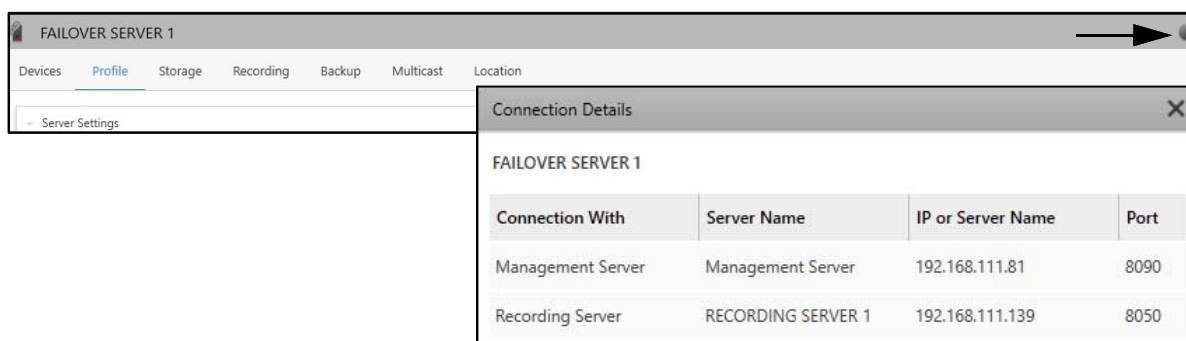 FAILOVER SERVER 1
Devices Profile Storage Recording Backup Multicast Location
Server Settings
Connection Details
FAILOVER SERVER 1
Connection With Server Name IP or Server Name Port
Management Server Management Server 192.168.111.81 8090
Recording Server RECORDING SERVER 1 192.168.111.139 8050